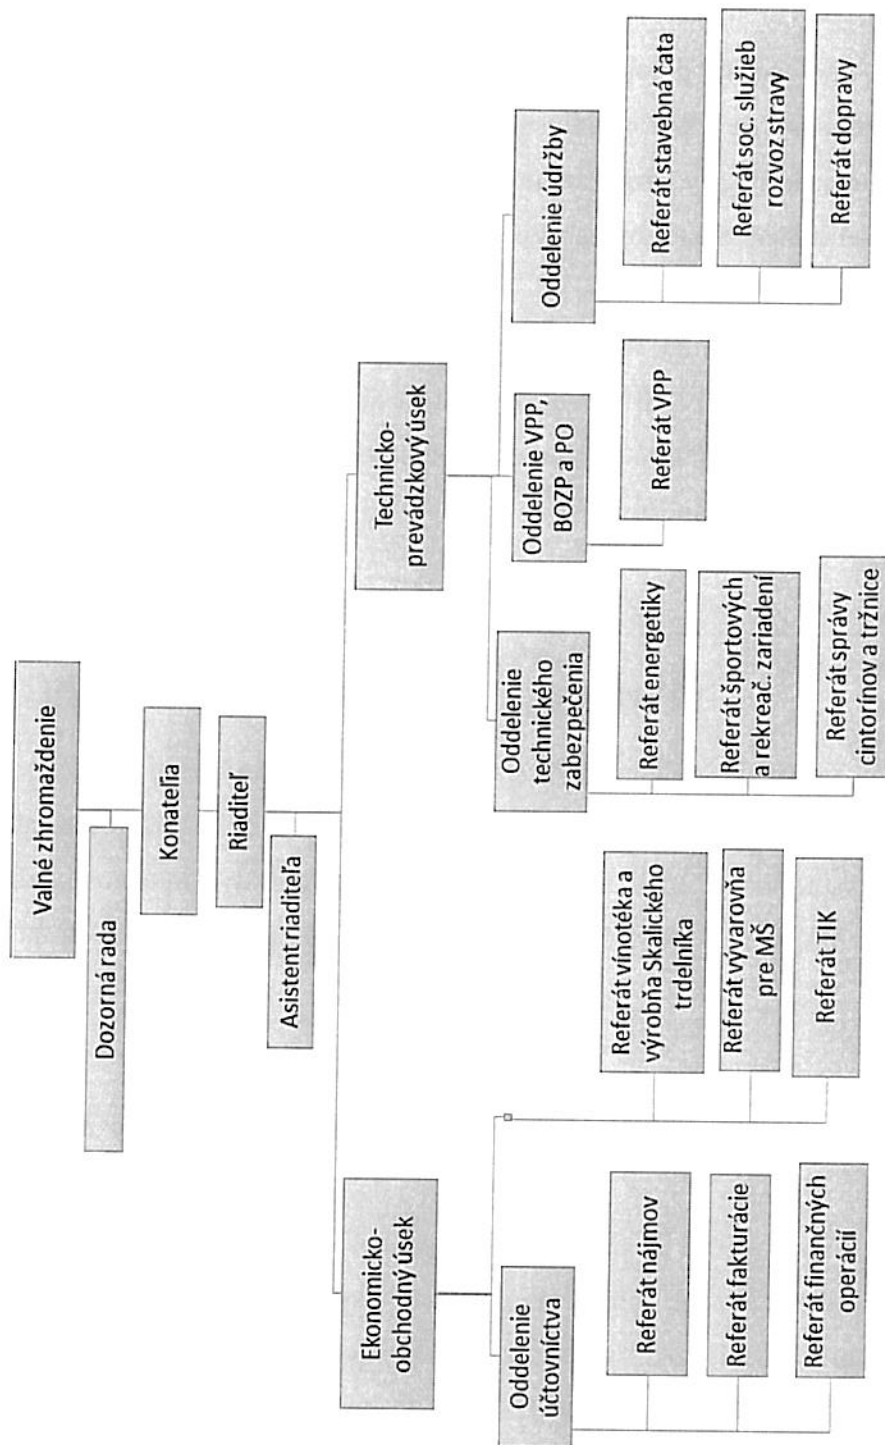 Valné zhromaždenie
Dozorná rada
Konatelia
Riaditeľ
Asistent riaditeľa
Ekonomicko-
obchodný úsek
Technicko-
prevádzkový úsek
Oddelenie
účtovníctva
Referát nájmov
Referát fakturácie
Referát finančných
operácií
Referát vínotéka a
výrobňa Skalického
trdelníka
Referát vývarovňa
pre MŠ
Referát TIK
Oddelenie
technického
zabezpečenia
Referát energetiky
Referát športových
a rekreač. zariadení
Referát správy
cintorínov a tržnice
Oddelenie VPP,
BOZP a PO
Referát VPP
Oddelenie údržby
Referát stavebná čata
Referát soc. služieb
rozvoz stravy
Referát dopravy